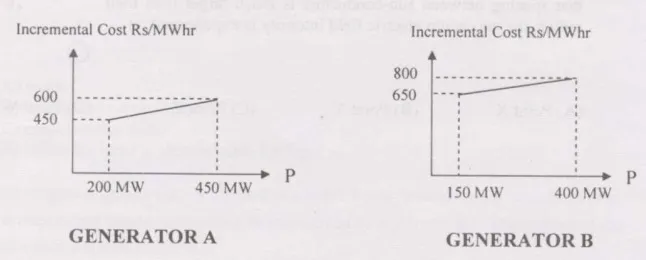 Incremental Cost Rs/MWhr
600
450
200 MW
450 MW
P
GENERATOR A
Incremental Cost Rs/MWhr
800
650
150 MW
400 MW
P
GENERATOR B